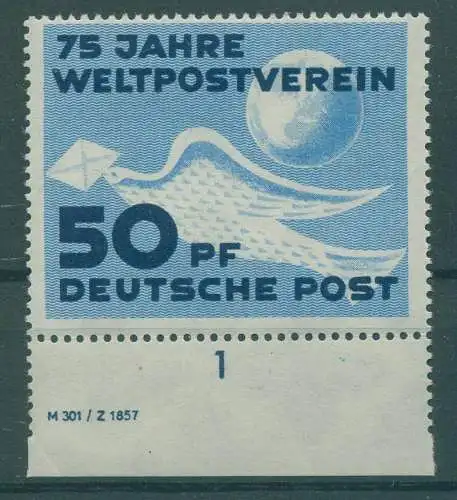 75 JAHRE
WELTPOSTVEREIN
50 PF
DEUTSCHE POST
1
M 301 / Z 1857